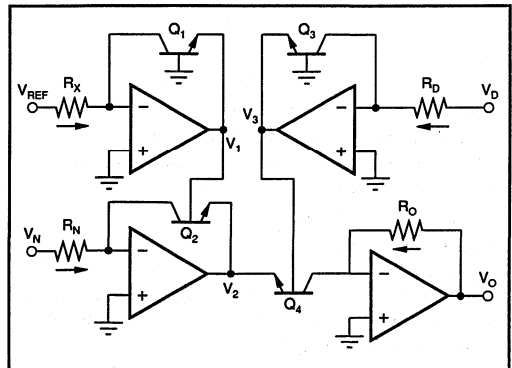 Q1
Q3
VREF
RX
V1
V3
RD
VD
VN
RN
Q2
V2
Q4
RO
VO
−
+
−
+
−
+
−
+